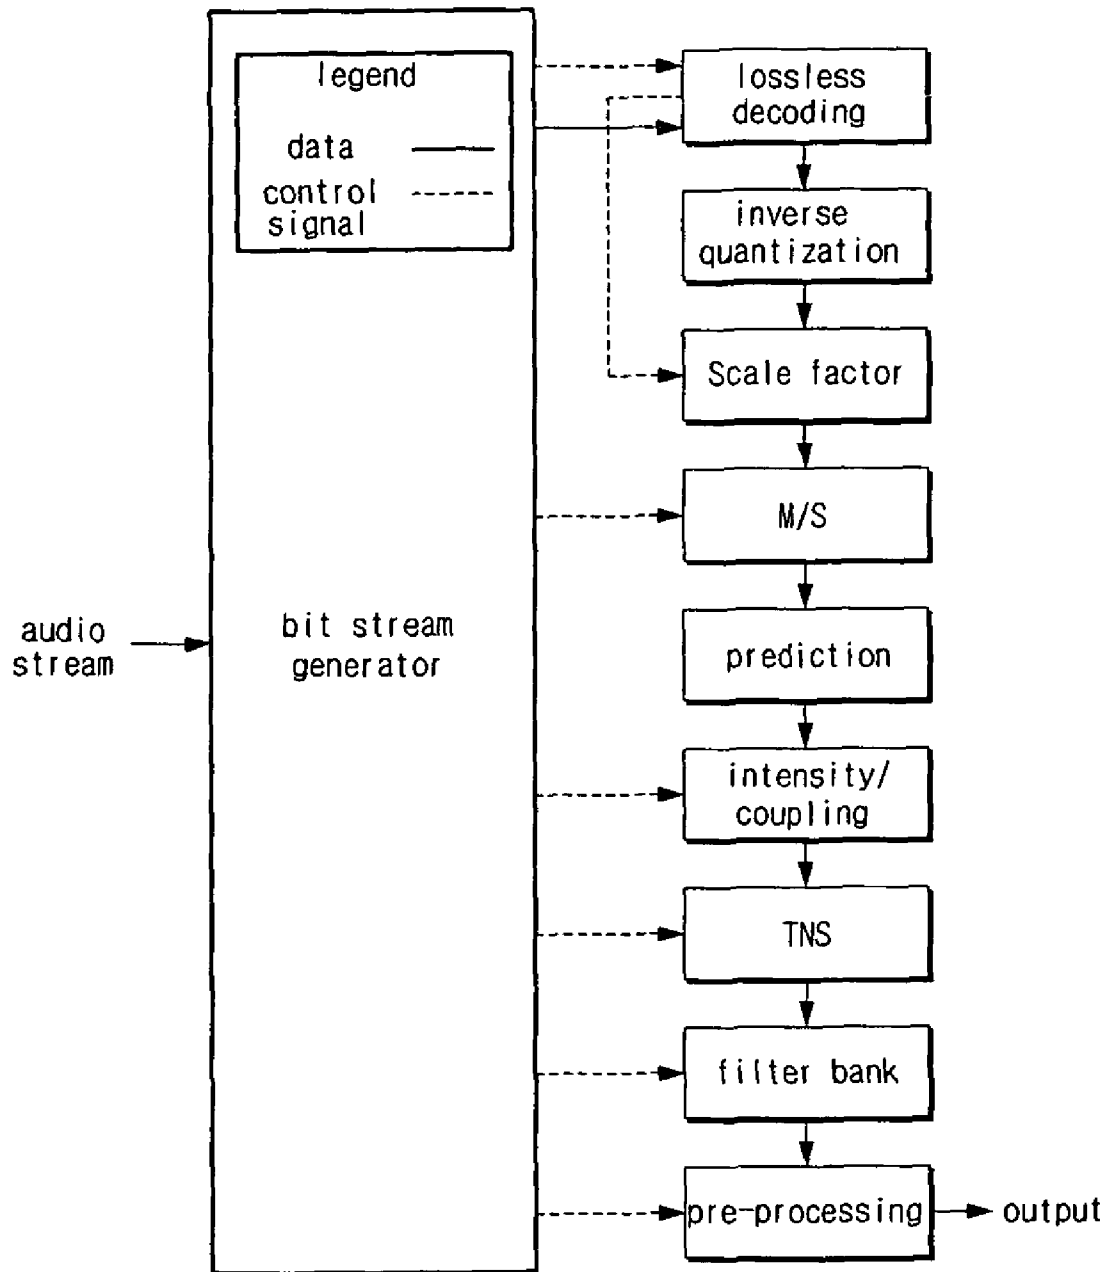 legend
data
control
signal
audio
stream
bit stream
generator
lossless
decoding
inverse
quantization
Scale factor
M/S
prediction
intensity/
coupling
TNS
filter bank
pre-processing
output